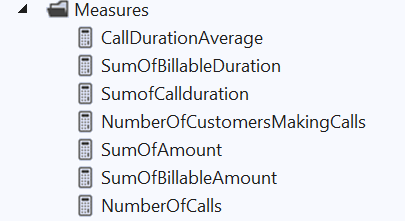 Measures
CallDurationAverage
SumOfBillableDuration
SumofCallduration
NumberOfCustomersMakingCalls
SumOfAmount
SumOfBillableAmount
NumberOfCalls